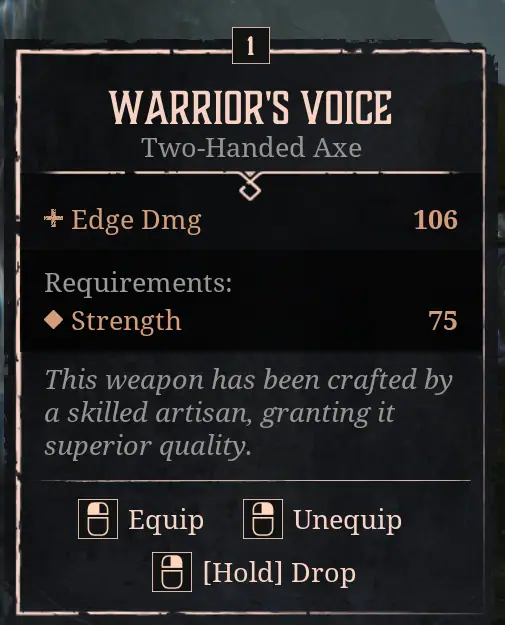 1
WARRIOR'S VOICE
Two-Handed Axe
Edge Dmg 106
Requirements:
Strength 75
This weapon has been crafted by
a skilled artisan, granting it
superior quality.
Equip Unequip
[Hold] Drop